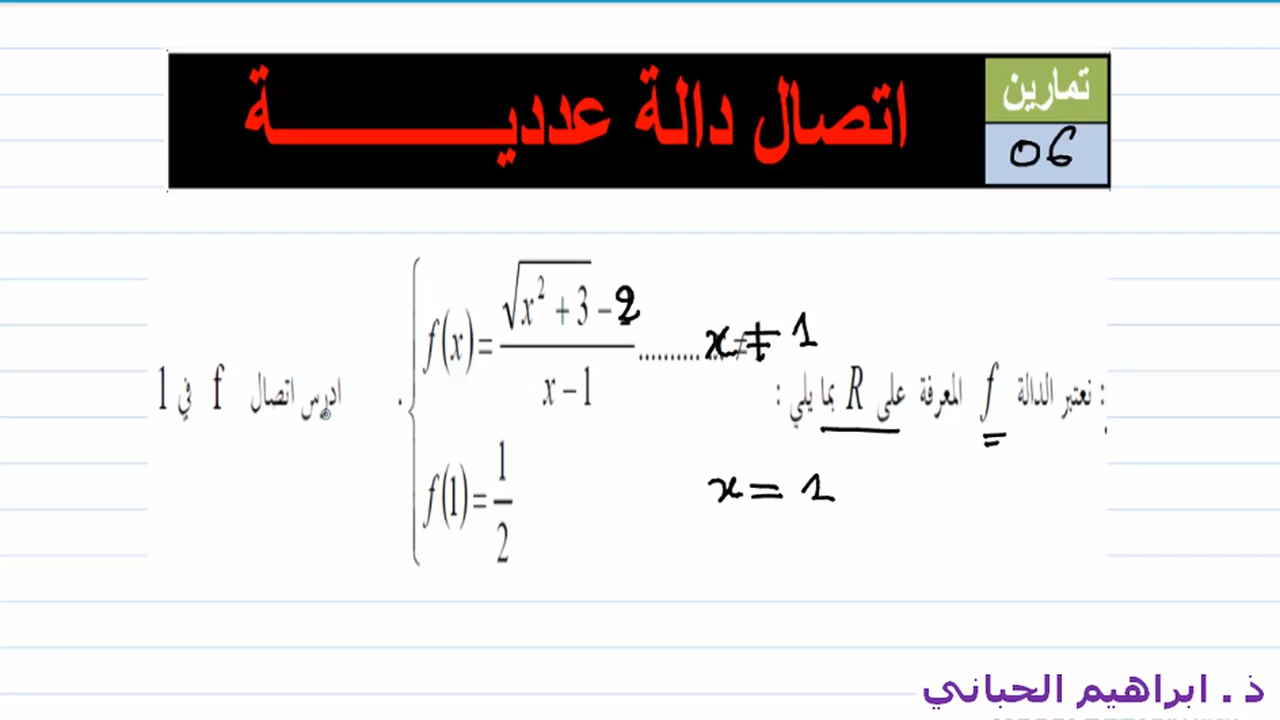 تمارين
06
اتصال دالة عدديـــــــــــة
: نعتبر الدالة f المعرفة على R بما يلي :
f(x) = (√(x² + 3) − 2) / (x − 1) .......... x ≠ 1
f(1) = 1/2 x = 1
. ادرس اتصال f في 1
ذ . ابراهيم الحباني